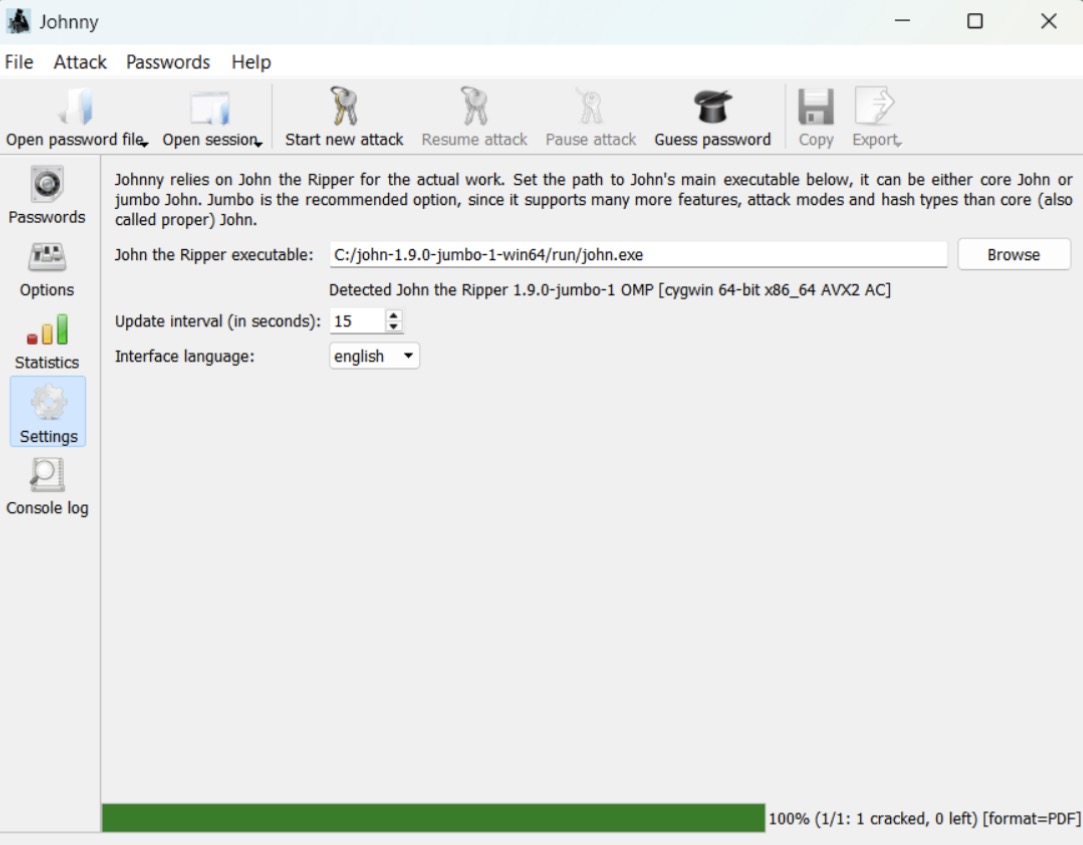 Johnny
File Attack Passwords Help
Open password file Open session Start new attack Resume attack Pause attack Guess password Copy Export
Passwords
Options
Statistics
Settings
Console log
Johnny relies on John the Ripper for the actual work. Set the path to John's main executable below, it can be either core John or
jumbo John. Jumbo is the recommended option, since it supports many more features, attack modes and hash types than core (also
called proper) John.
John the Ripper executable: C:/john-1.9.0-jumbo-1-win64/run/john.exe Browse
Detected John the Ripper 1.9.0-jumbo-1 OMP [cygwin 64-bit x86_64 AVX2 AC]
Update interval (in seconds): 15
Interface language: english
100% (1/1: 1 cracked, 0 left) [format=PDF]